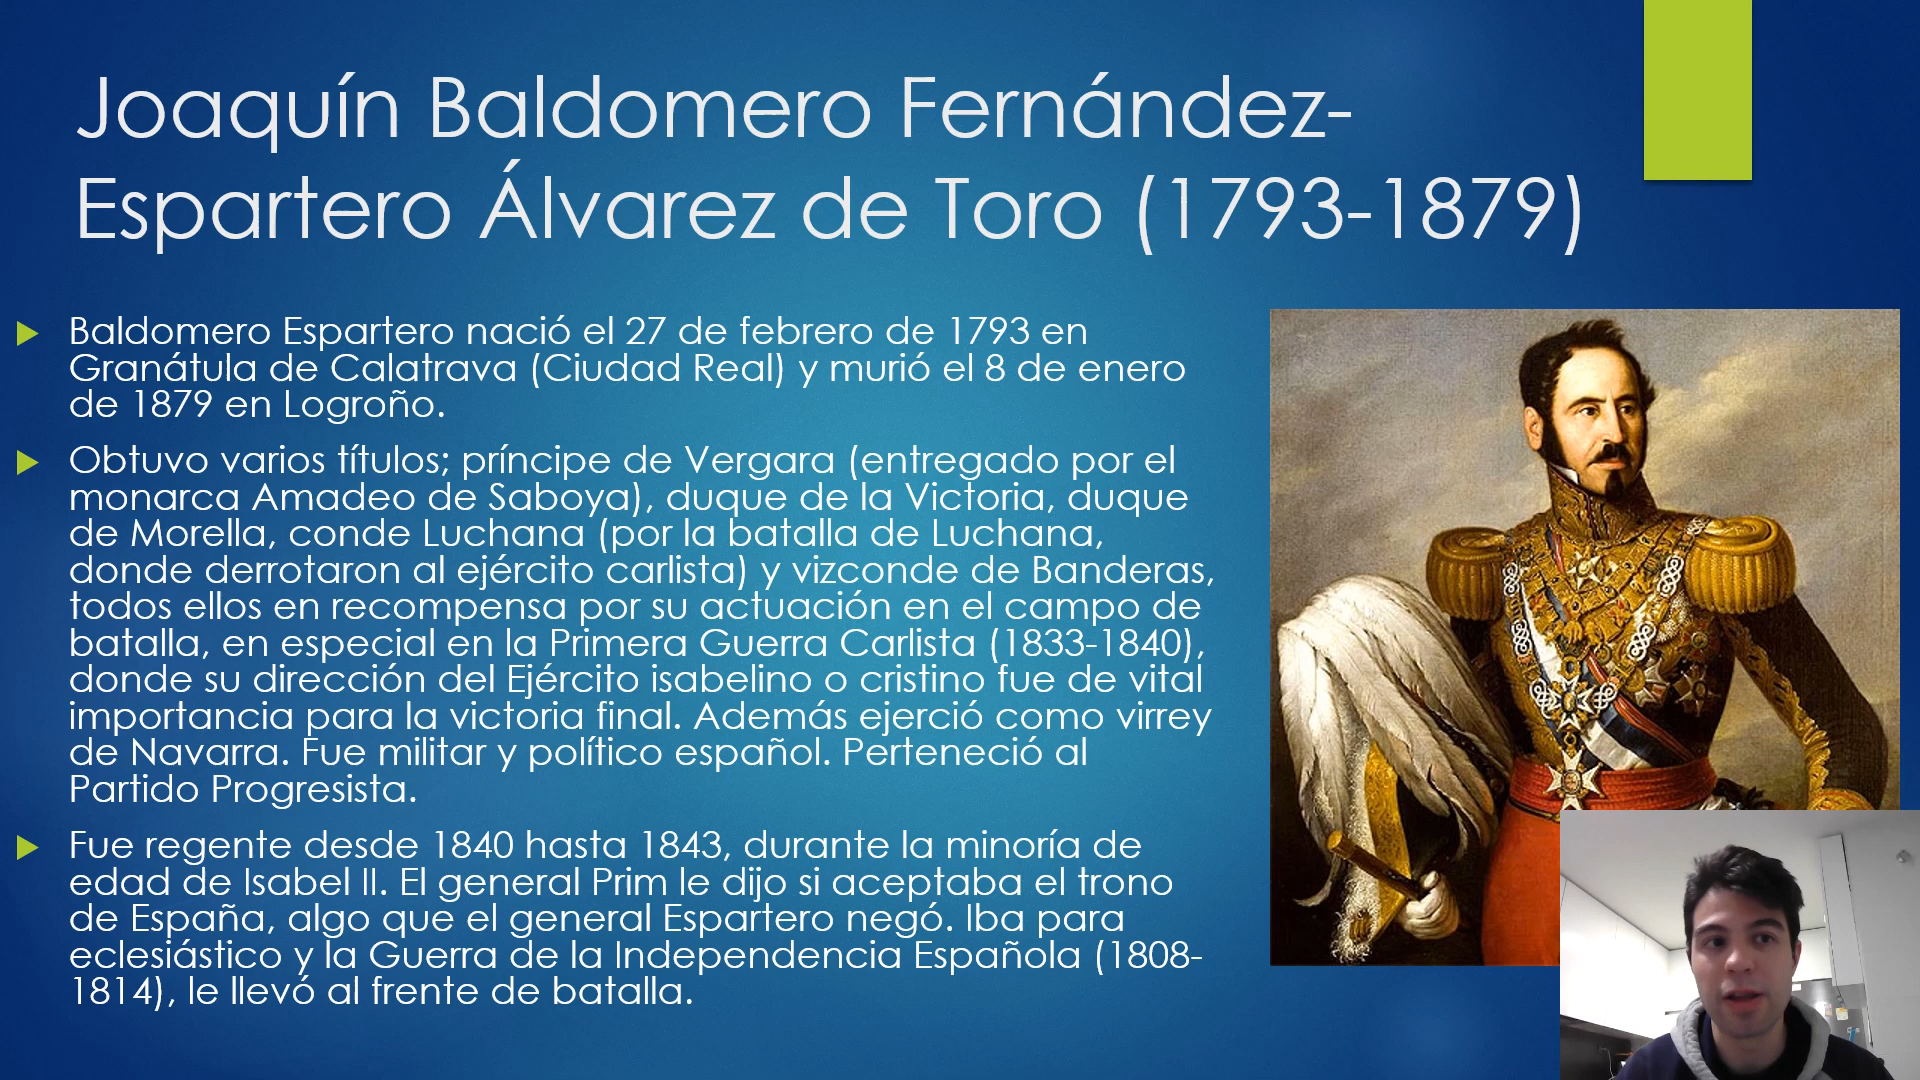 Joaquín Baldomero Fernández-
Espartero Álvarez de Toro (1793-1879)
Baldomero Espartero nació el 27 de febrero de 1793 en
Granátula de Calatrava (Ciudad Real) y murió el 8 de enero
de 1879 en Logroño.
Obtuvo varios títulos; príncipe de Vergara (entregado por el
monarca Amadeo de Saboya), duque de la Victoria, duque
de Morella, conde Luchana (por la batalla de Luchana,
donde derrotaron al ejército carlista) y vizconde de Banderas,
todos ellos en recompensa por su actuación en el campo de
batalla, en especial en la Primera Guerra Carlista (1833-1840),
donde su dirección del Ejército isabelino o cristino fue de vital
importancia para la victoria final. Además ejerció como virrey
de Navarra. Fue militar y político español. Perteneció al
Partido Progresista.
Fue regente desde 1840 hasta 1843, durante la minoría de
edad de Isabel II. El general Prim le dijo si aceptaba el trono
de España, algo que el general Espartero negó. Iba para
eclesiástico y la Guerra de la Independencia Española (1808-
1814), le llevó al frente de batalla.